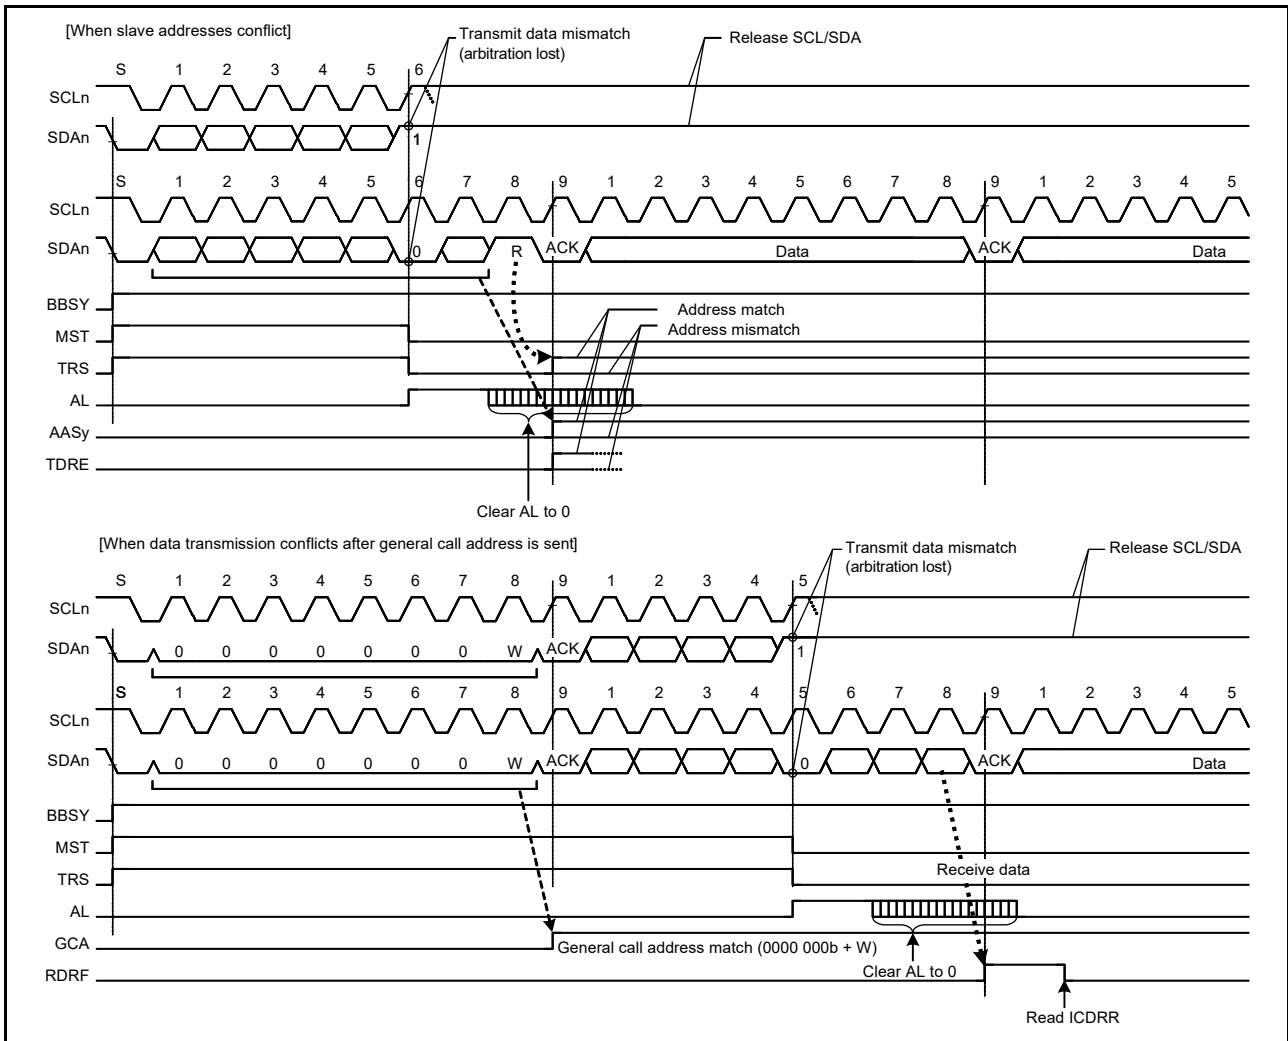 [When slave addresses conflict]
Transmit data mismatch
(arbitration lost)
Release SCL/SDA
S 1 2 3 4 5 6
SCLn
SDAn 1
S 1 2 3 4 5 6 7 8 9 1 2 3 4 5 6 7 8 9 1 2 3 4 5
SCLn
SDAn 0 R ACK Data ACK Data
BBSY
Address match
MST
Address mismatch
TRS
AL
AASy
TDRE
Clear AL to 0
[When data transmission conflicts after general call address is sent]
Transmit data mismatch
(arbitration lost)
Release SCL/SDA
S 1 2 3 4 5 6 7 8 9 1 2 3 4 5
SCLn
SDAn 0 0 0 0 0 0 0 W ACK 1
S 1 2 3 4 5 6 7 8 9 1 2 3 4 5 6 7 8 9 1 2 3 4 5
SCLn
SDAn 0 0 0 0 0 0 0 W ACK 0 ACK Data
BBSY
MST
TRS
Receive data
AL
GCA
General call address match (0000 000b + W)
Clear AL to 0
RDRF
Read ICDRR